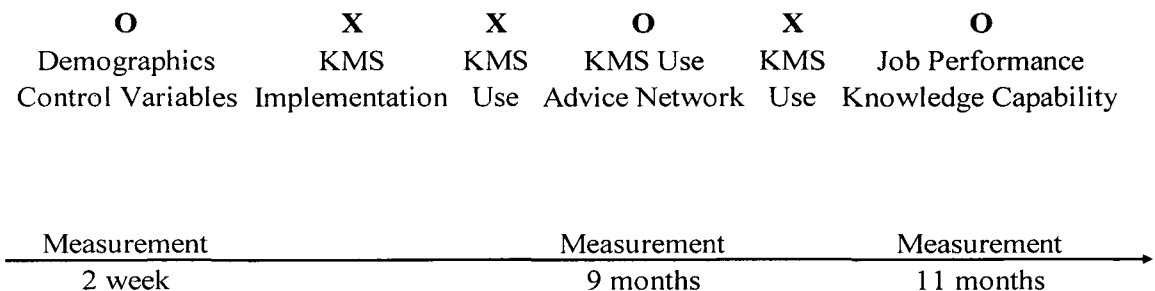 O X X O X O
Demographics KMS KMS KMS Use KMS Job Performance
Control Variables Implementation Use Advice Network Use Knowledge Capability
Measurement Measurement Measurement
2 week 9 months 11 months